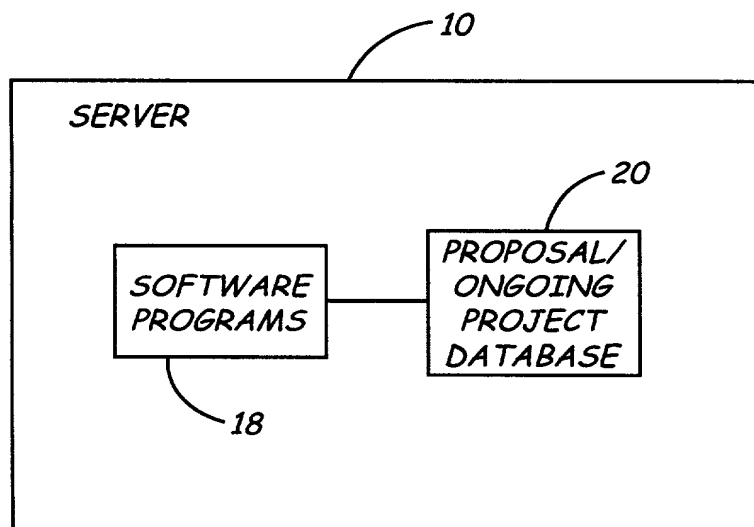 10
SERVER
20
SOFTWARE
PROGRAMS
PROPOSAL/
ONGOING
PROJECT
DATABASE
18